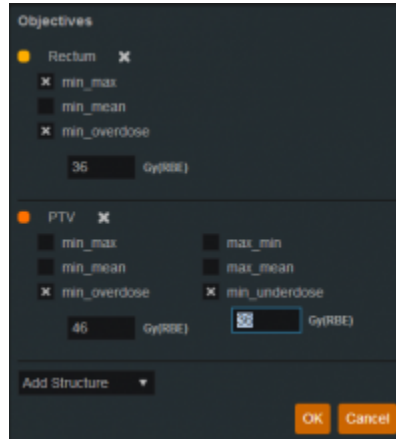 Objectives
Rectum
min_max
min_mean
min_overdose
36 Gy(RBE)
PTV
min_max max_min
min_mean max_mean
min_overdose min_underdose
46 Gy(RBE) Gy(RBE)
Add Structure
OK Cancel